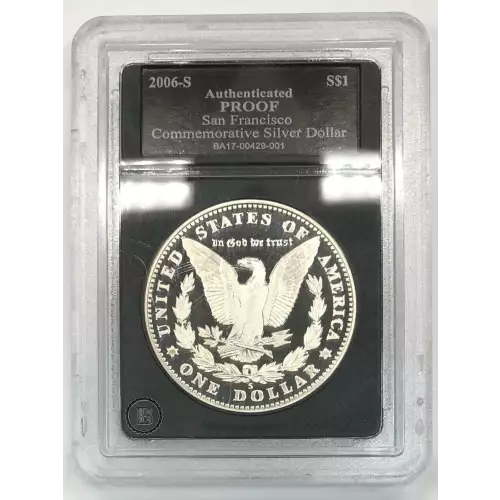 2006-S S$1
Authenticated
PROOF
San Francisco
Commemorative Silver Dollar
BA17-00429-001
UNITED STATES OF AMERICA
In God we trust
S
ONE DOLLAR